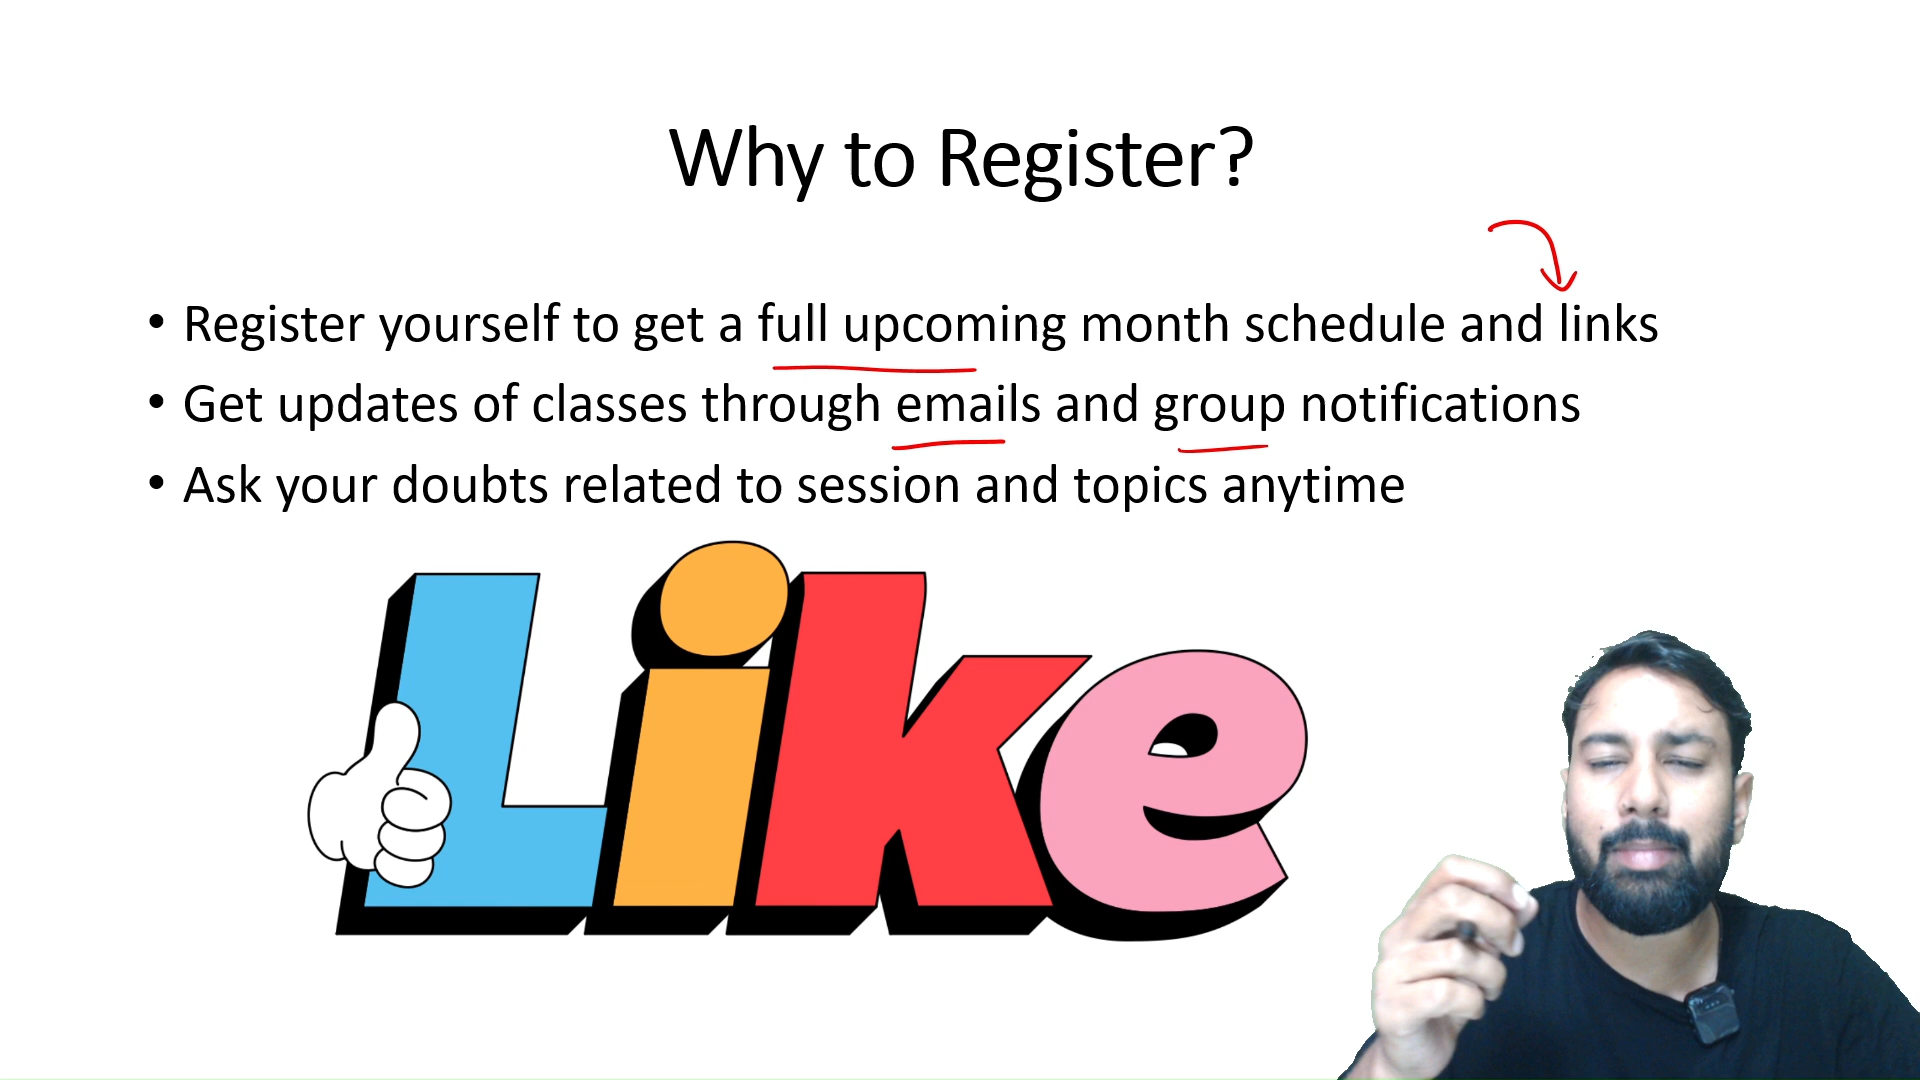 Why to Register?
• Register yourself to get a full upcoming month schedule and links
• Get updates of classes through emails and group notifications
• Ask your doubts related to session and topics anytime
Like